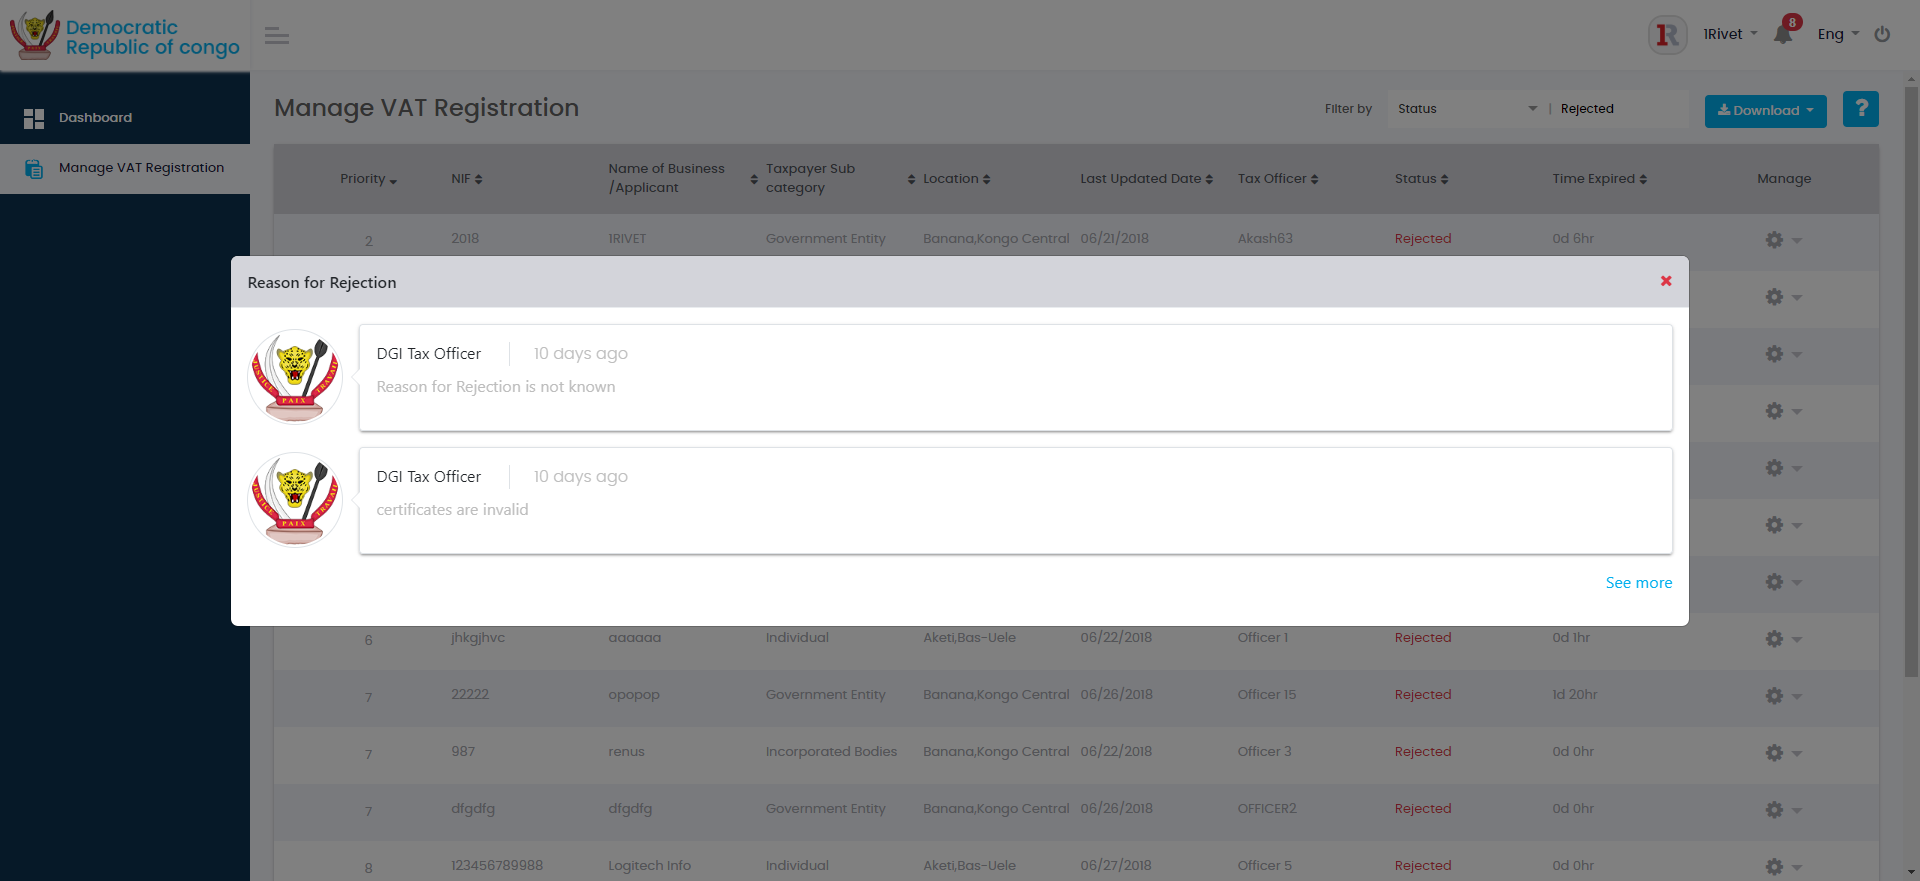 Democratic
Republic of congo
1Rivet
8
Eng
Dashboard
Manage VAT Registration
Manage VAT Registration
Filter by
Status
Rejected
Download
?
Priority NIF Name of Business /Applicant Taxpayer Sub category Location Last Updated Date Tax Officer Status Time Expired Manage
2 2018 1RIVET Government Entity Banana,Kongo Central 06/21/2018 Akash63 Rejected 0d 6hr
Reason for Rejection
DGI Tax Officer 10 days ago
Reason for Rejection is not known
JUSTICE PAIX TRAVAIL
DGI Tax Officer 10 days ago
certificates are invalid
JUSTICE PAIX TRAVAIL
See more
6 jhkgjhvc aaaaaa Individual Aketi,Bas-Uele 06/22/2018 Officer 1 Rejected 0d 1hr
7 22222 opopop Government Entity Banana,Kongo Central 06/26/2018 Officer 15 Rejected 1d 20hr
7 987 renus Incorporated Bodies Banana,Kongo Central 06/22/2018 Officer 3 Rejected 0d 0hr
7 dfgdfg dfgdfg Government Entity Banana,Kongo Central 06/26/2018 OFFICER2 Rejected 0d 0hr
8 123456789988 Logitech Info Individual Aketi,Bas-Uele 06/27/2018 Officer 5 Rejected 0d 0hr